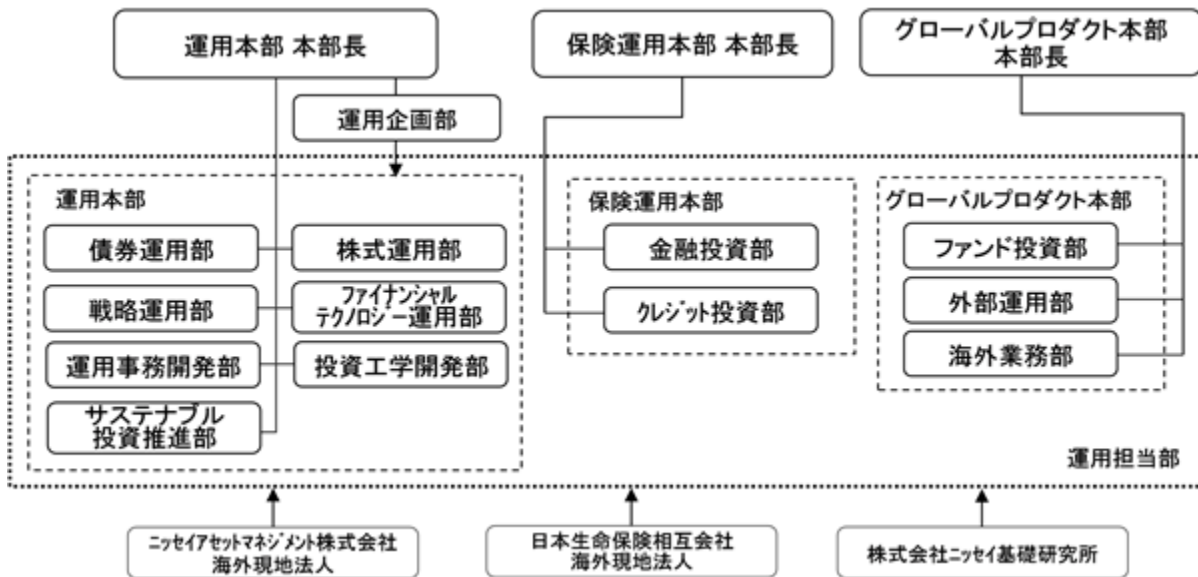 運用本部 本部長
保険運用本部 本部長
グローバルプロダクト本部
本部長
運用企画部
運用本部
債券運用部
株式運用部
戦略運用部
ファイナンシャル
テクノロジー運用部
運用事務開発部
投資工学開発部
サステナブル
投資推進部
保険運用本部
金融投資部
クレジット投資部
グローバルプロダクト本部
ファンド投資部
外部運用部
海外業務部
運用担当部
ニッセイアセットマネジメント株式会社
海外現地法人
日本生命保険相互会社
海外現地法人
株式会社ニッセイ基礎研究所